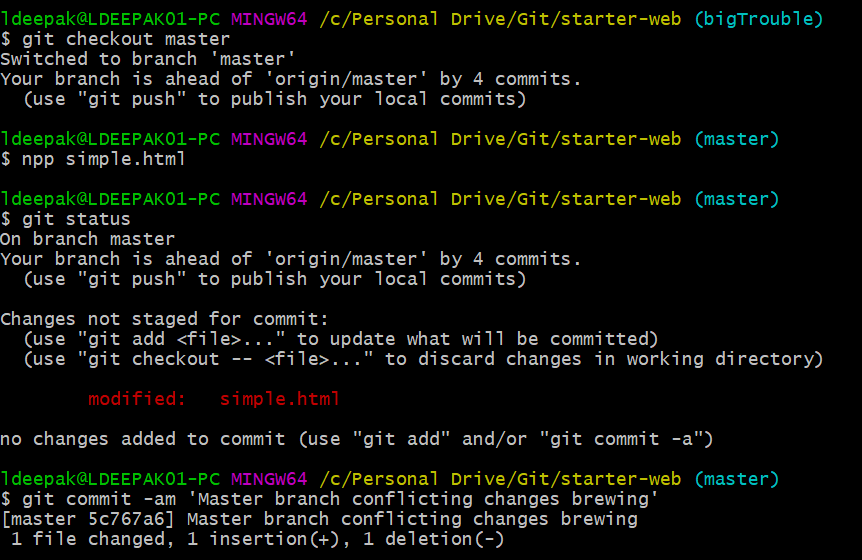 ldeepak@LDEEPAK01-PC MINGW64 /c/Personal Drive/Git/starter-web (bigTrouble)
$ git checkout master
Switched to branch 'master'
Your branch is ahead of 'origin/master' by 4 commits.
  (use "git push" to publish your local commits)

ldeepak@LDEEPAK01-PC MINGW64 /c/Personal Drive/Git/starter-web (master)
$ npp simple.html

ldeepak@LDEEPAK01-PC MINGW64 /c/Personal Drive/Git/starter-web (master)
$ git status
On branch master
Your branch is ahead of 'origin/master' by 4 commits.
  (use "git push" to publish your local commits)

Changes not staged for commit:
  (use "git add <file>..." to update what will be committed)
  (use "git checkout -- <file>..." to discard changes in working directory)

        modified:   simple.html

no changes added to commit (use "git add" and/or "git commit -a")

ldeepak@LDEEPAK01-PC MINGW64 /c/Personal Drive/Git/starter-web (master)
$ git commit -am 'Master branch conflicting changes brewing'
[master 5c767a6] Master branch conflicting changes brewing
 1 file changed, 1 insertion(+), 1 deletion(-)